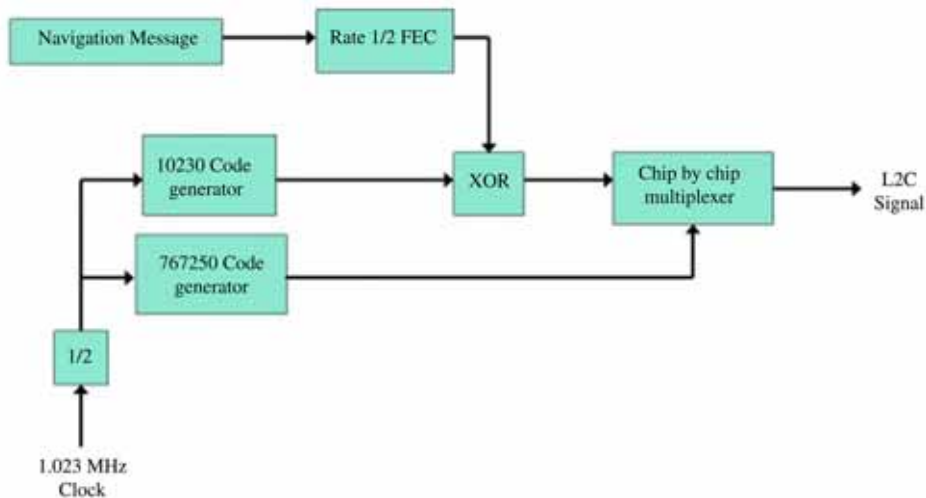 Navigation Message
Rate 1/2 FEC
10230 Code
generator
XOR
Chip by chip
multiplexer
L2C
Signal
767250 Code
generator
1/2
1.023 MHz
Clock